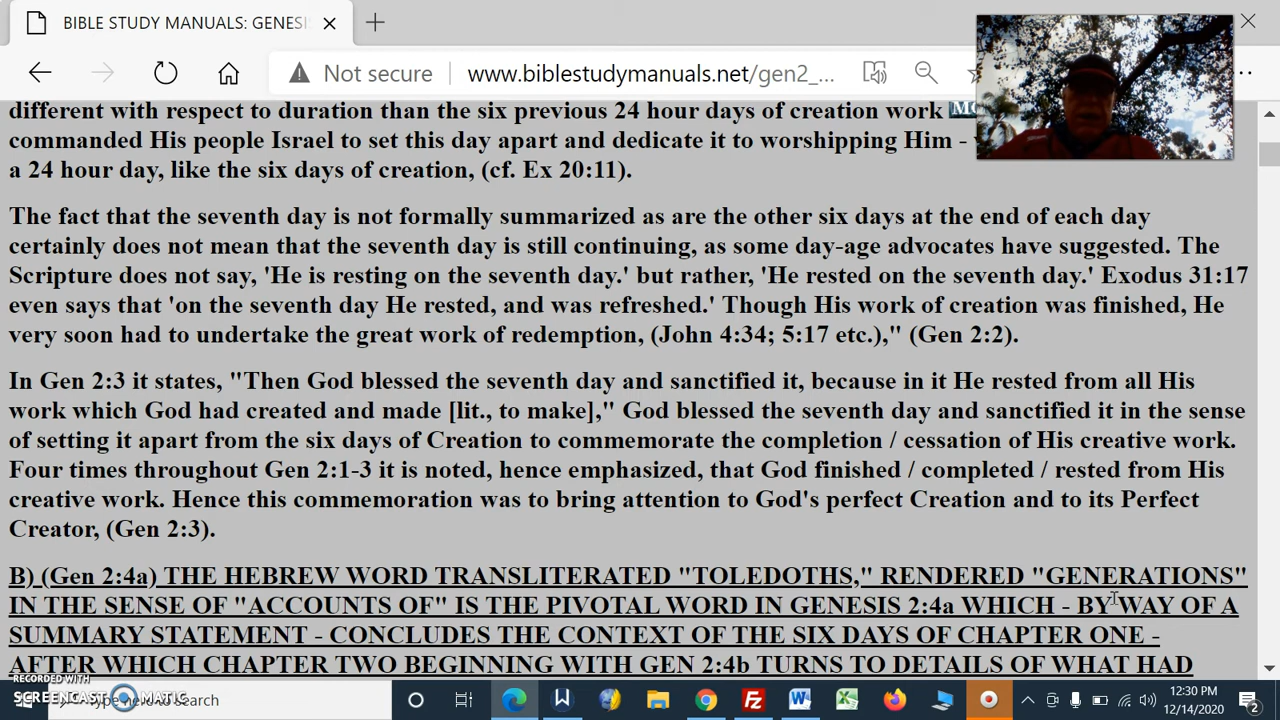 BIBLE STUDY MANUALS: GENESI
Not secure
www.biblestudymanuals.net/gen2_...
different with respect to duration than the six previous 24 hour days of creation work
commanded His people Israel to set this day apart and dedicate it to worshipping Him -
a 24 hour day, like the six days of creation, (cf. Ex 20:11).
The fact that the seventh day is not formally summarized as are the other six days at the end of each day
certainly does not mean that the seventh day is still continuing, as some day-age advocates have suggested. The
Scripture does not say, 'He is resting on the seventh day.' but rather, 'He rested on the seventh day.' Exodus 31:17
even says that 'on the seventh day He rested, and was refreshed.' Though His work of creation was finished, He
very soon had to undertake the great work of redemption, (John 4:34; 5:17 etc.)," (Gen 2:2).
In Gen 2:3 it states, "Then God blessed the seventh day and sanctified it, because in it He rested from all His
work which God had created and made [lit., to make]," God blessed the seventh day and sanctified it in the sense
of setting it apart from the six days of Creation to commemorate the completion / cessation of His creative work.
Four times throughout Gen 2:1-3 it is noted, hence emphasized, that God finished / completed / rested from His
creative work. Hence this commemoration was to bring attention to God's perfect Creation and to its Perfect
Creator, (Gen 2:3).
B) (Gen 2:4a) THE HEBREW WORD TRANSLITERATED "TOLEDOTHS," RENDERED "GENERATIONS"
IN THE SENSE OF "ACCOUNTS OF" IS THE PIVOTAL WORD IN GENESIS 2:4a WHICH - BY WAY OF A
SUMMARY STATEMENT - CONCLUDES THE CONTEXT OF THE SIX DAYS OF CHAPTER ONE -
AFTER WHICH CHAPTER TWO BEGINNING WITH GEN 2:4b TURNS TO DETAILS OF WHAT HAD
RECORDED WITH
SCREENCAST MATIC
Type here to search
W
FZ
12:30 PM
12/14/2020
2